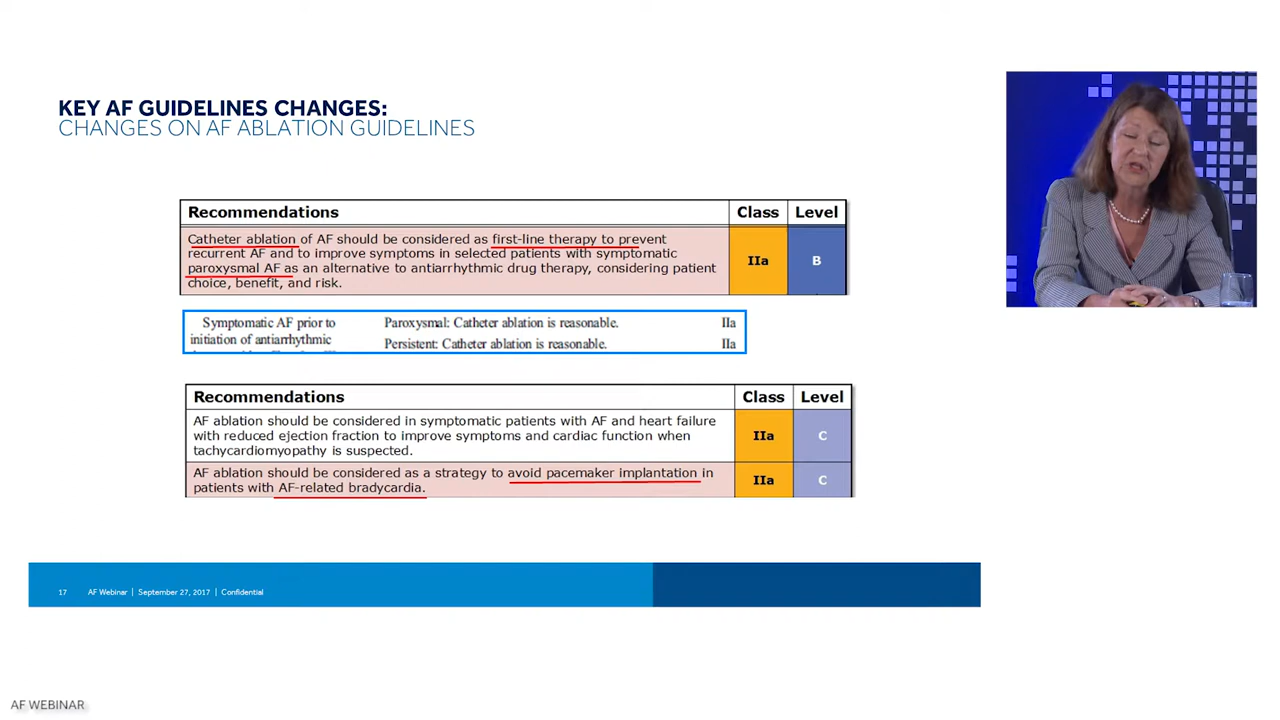 KEY AF GUIDELINES CHANGES:
CHANGES ON AF ABLATION GUIDELINES
Recommendations Class Level
Catheter ablation of AF should be considered as first-line therapy to prevent
recurrent AF and to improve symptoms in selected patients with symptomatic
paroxysmal AF as an alternative to antiarrhythmic drug therapy, considering patient
choice, benefit, and risk.
IIa B
Symptomatic AF prior to Paroxysmal: Catheter ablation is reasonable. IIa
initiation of antiarrhythmic Persistent: Catheter ablation is reasonable. IIa
Recommendations Class Level
AF ablation should be considered in symptomatic patients with AF and heart failure
with reduced ejection fraction to improve symptoms and cardiac function when
tachycardiomyopathy is suspected.
IIa C
AF ablation should be considered as a strategy to avoid pacemaker implantation in
patients with AF-related bradycardia.
IIa C
17 AF Webinar | September 27, 2017 | Confidential
AF WEBINAR